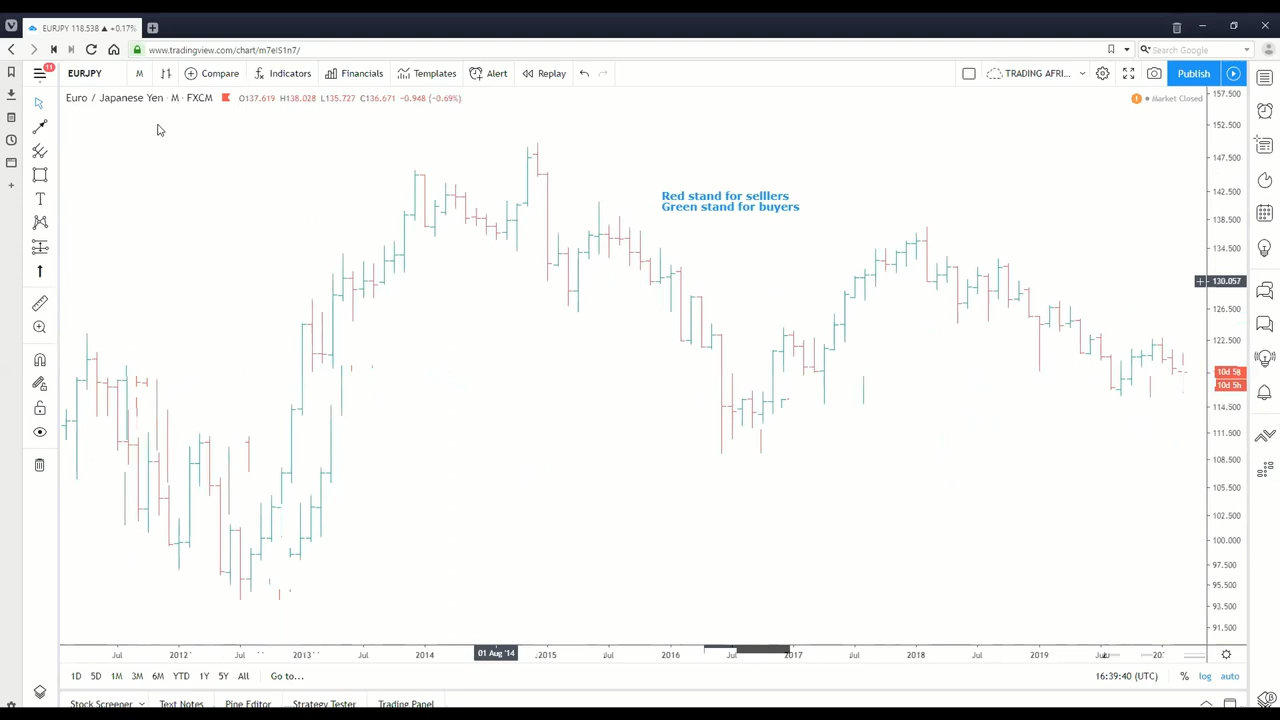 EURJPY 118.538 ▲ +0.17%
www.tradingview.com/chart/m7eIS1n7/
Search Google
11
EURJPY M Compare Indicators Financials Templates Alert Replay TRADING AFRI... Publish
Euro / Japanese Yen · M · FXCM O137.619 H138.028 L135.727 C136.671 -0.948 (-0.69%)
Market Closed
Red stand for selllers
Green stand for buyers
157.500
152.500
147.500
142.500
138.500
134.500
130.057
126.500
122.500
10d 5h
114.500
111.500
108.500
105.500
102.500
100.000
97.500
95.500
93.500
91.500
Jul 2012 Jul 2013 Jul 2014 01 Aug '14 2015 Jul 2016 Jul 2017 Jul 2018 Jul 2019
1D 5D 1M 3M 6M YTD 1Y 5Y All Go to... 16:39:40 (UTC) % log auto
Stock Screener Text Notes Pine Editor Strategy Tester Trading Panel